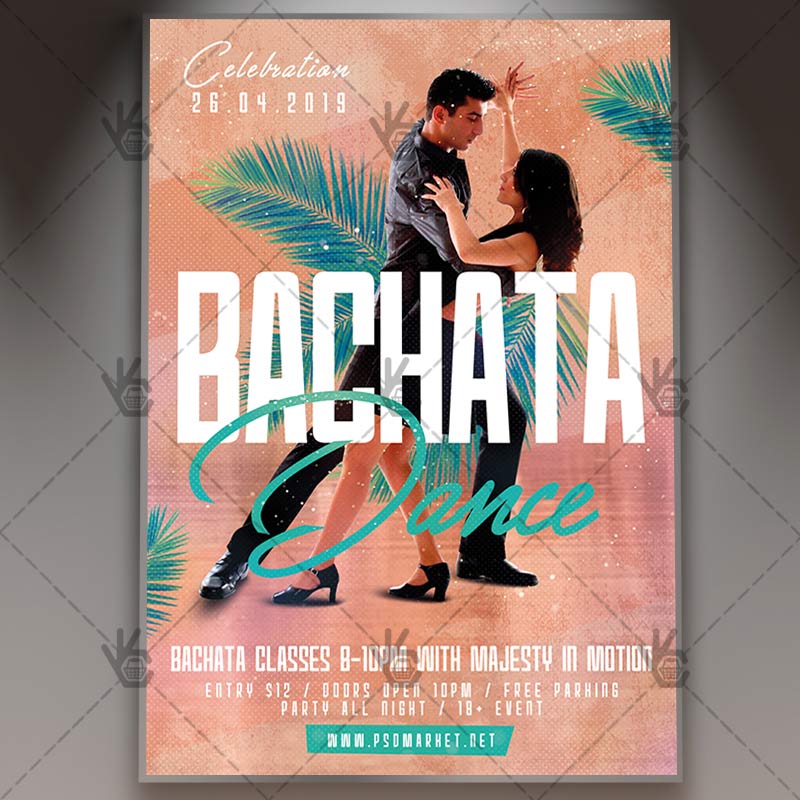 Celebration
26.04.2019
BACHATA
Dance
BACHATA CLASSES 8-10PM WITH MAJESTY IN MOTION
ENTRY $12 / DOORS OPEN 10PM / FREE PARKING
PARTY ALL NIGHT / 18+ EVENT
WWW.PSDMARKET.NET